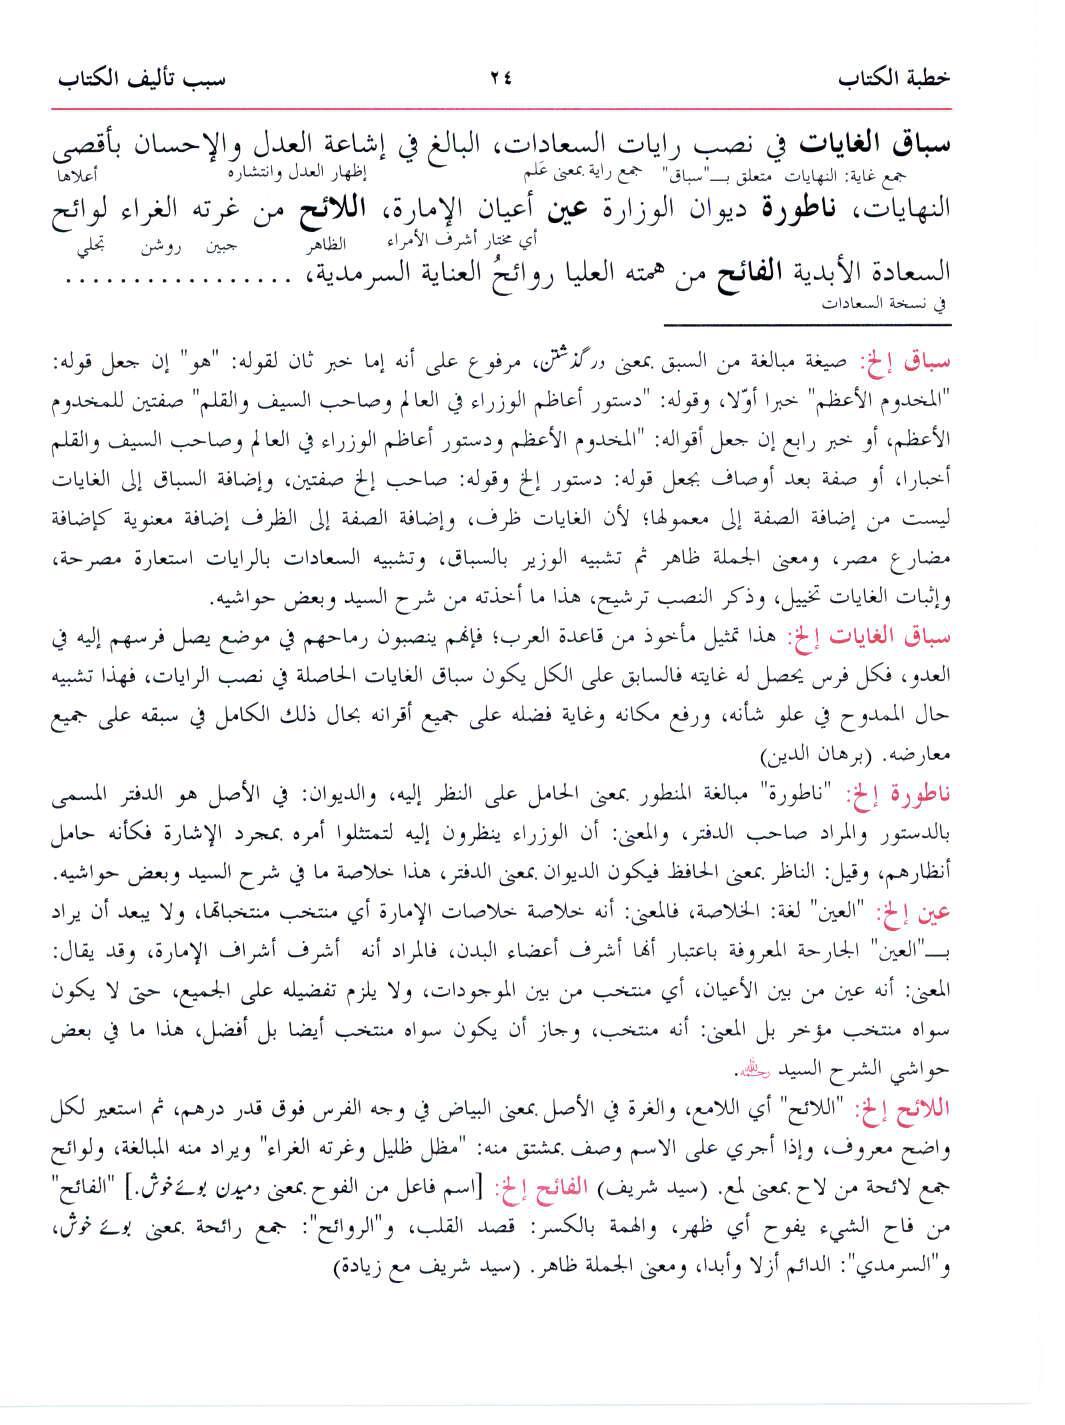 خطبة الكتاب ٢٤ سبب تأليف الكتاب
سباق الغايات في نصب رايات السعادات، البالغ في إشاعة العدل والإحسان بأقصى
جمع غاية: النهايات متعلق بـ"سباق" جمع راية بمعنى عَلم إظهار العدل وانتشاره أعلاها
النهايات، ناطورة ديوان الوزارة عين أعيان الإمارة، اللائح من غرته الغراء لوائح
أي مختار أشرف الأمراء الظاهر جبين روشن تجلي
السعادة الأبدية الفائح من همته العليا روائحُ العناية السرمدية، .................
في نسخة السعادات
سباق إلخ: صيغة مبالغة من السبق بمعنى درگذشتن، مرفوع على أنه إما خبر ثان لقوله: "هو" إن جعل قوله:
"المخدوم الأعظم" خبرا أوّلا، وقوله: "دستور أعاظم الوزراء في العالم وصاحب السيف والقلم" صفتين للمخدوم
الأعظم، أو خبر رابع إن جعل أقواله: "المخدوم الأعظم ودستور أعاظم الوزراء في العالم وصاحب السيف والقلم
أخبارا، أو صفة بعد أوصاف بجعل قوله: دستور إلخ وقوله: صاحب إلخ صفتين، وإضافة السباق إلى الغايات
ليست من إضافة الصفة إلى معمولها؛ لأن الغايات ظرف، وإضافة الصفة إلى الظرف إضافة معنوية كإضافة
مضارع مصر، ومعنى الجملة ظاهر ثم تشبيه الوزير بالسباق، وتشبيه السعادات بالرايات استعارة مصرحة،
وإثبات الغايات تخييل، وذكر النصب ترشيح، هذا ما أخذته من شرح السيد وبعض حواشيه.
سباق الغايات إلخ: هذا تمثيل مأخوذ من قاعدة العرب؛ فإنهم ينصبون رماحهم في موضع يصل فرسهم إليه في
العدو، فكل فرس يحصل له غايته فالسابق على الكل يكون سباق الغايات الحاصلة في نصب الرايات، فهذا تشبيه
حال الممدوح في علو شأنه، ورفع مكانه وغاية فضله على جميع أقرانه بحال ذلك الكامل في سبقه على جميع
معارضه. (برهان الدين)
ناطورة إلخ: "ناطورة" مبالغة المنطور بمعنى الحامل على النظر إليه، والديوان: في الأصل هو الدفتر المسمى
بالدستور والمراد صاحب الدفتر، والمعنى: أن الوزراء ينظرون إليه لتمتثلوا أمره بمجرد الإشارة فكأنه حامل
أنظارهم، وقيل: الناظر بمعنى الحافظ فيكون الديوان بمعنى الدفتر، هذا خلاصة ما في شرح السيد وبعض حواشيه.
عين إلخ: "العين" لغة: الخلاصة، فالمعنى: أنه خلاصة خلاصات الإمارة أي منتخب منتخباتها، ولا يبعد أن يراد
بـ"العين" الجارحة المعروفة باعتبار أنها أشرف أعضاء البدن، فالمراد أنه أشرف أشراف الإمارة، وقد يقال:
المعنى: أنه عين من بين الأعيان، أي منتخب من بين الموجودات، ولا يلزم تفضيله على الجميع، حتى لا يكون
سواه منتخب مؤخر بل المعنى: أنه منتخب، وجاز أن يكون سواه منتخب أيضا بل أفضل، هذا ما في بعض
حواشي الشرح السيد رحمه الله.
اللائح إلخ: "اللائح" أي اللامع، والغرة في الأصل بمعنى البياض في وجه الفرس فوق قدر درهم، ثم استعير لكل
واضح معروف، وإذا أجري على الاسم وصف بمشتق منه: "مظل ظليل وغرته الغراء" ويراد منه المبالغة، ولوائح
جمع لائحة من لاح بمعنى لمع. (سيد شريف) الفائح إلخ: [اسم فاعل من الفوح بمعنى دميدن بوئے خوش.] "الفائح"
من فاح الشيء يفوح أي ظهر، والهمة بالكسر: قصد القلب، و"الروائح": جمع رائحة بمعنى بوئے خوش،
و"السرمدي": الدائم أزلا وأبدا، ومعنى الجملة ظاهر. (سيد شريف مع زيادة)